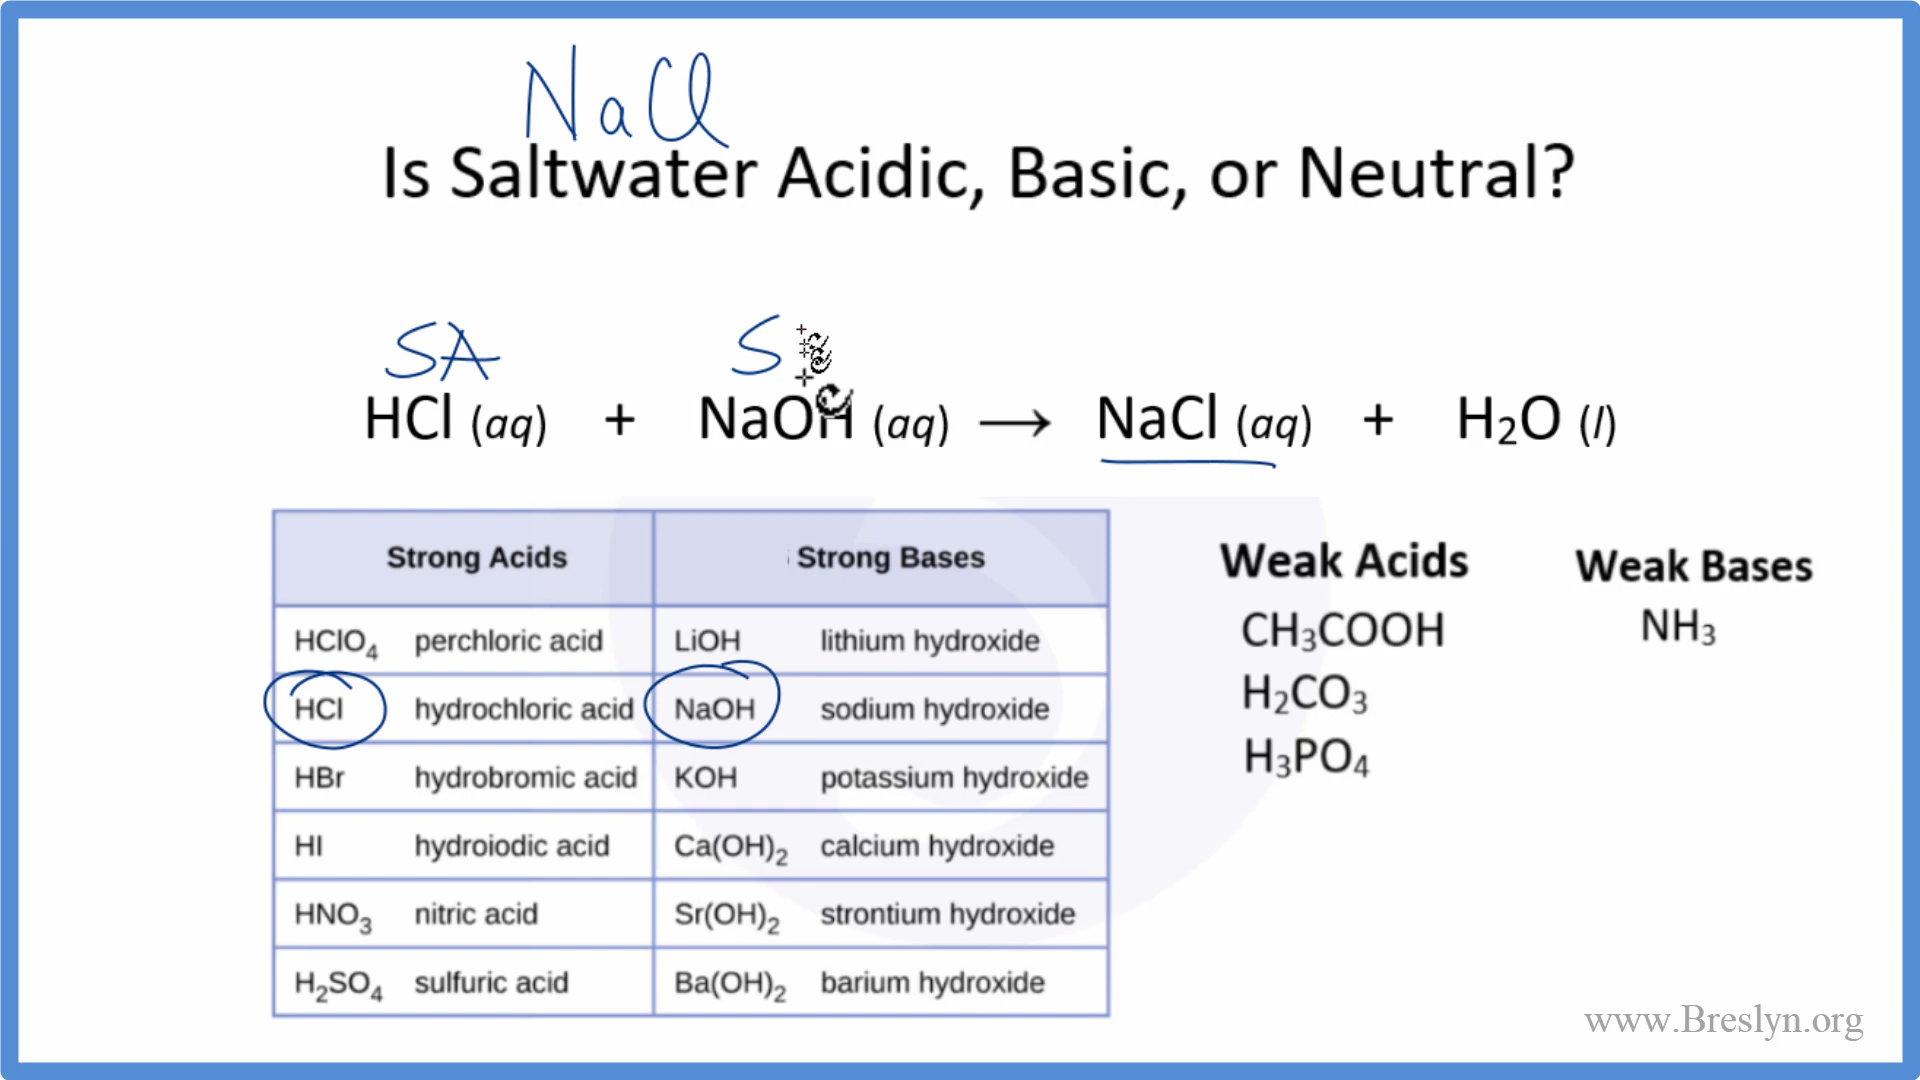 NaCl
Is Saltwater Acidic, Basic, or Neutral?
SA S
HCl (aq) + NaOH (aq) → NaCl (aq) + H₂O (l)
Strong Acids Strong Bases
HClO₄ perchloric acid LiOH lithium hydroxide
HCl hydrochloric acid NaOH sodium hydroxide
HBr hydrobromic acid KOH potassium hydroxide
HI hydroiodic acid Ca(OH)₂ calcium hydroxide
HNO₃ nitric acid Sr(OH)₂ strontium hydroxide
H₂SO₄ sulfuric acid Ba(OH)₂ barium hydroxide
Weak Acids Weak Bases
CH₃COOH NH₃
H₂CO₃
H₃PO₄
www.Breslyn.org